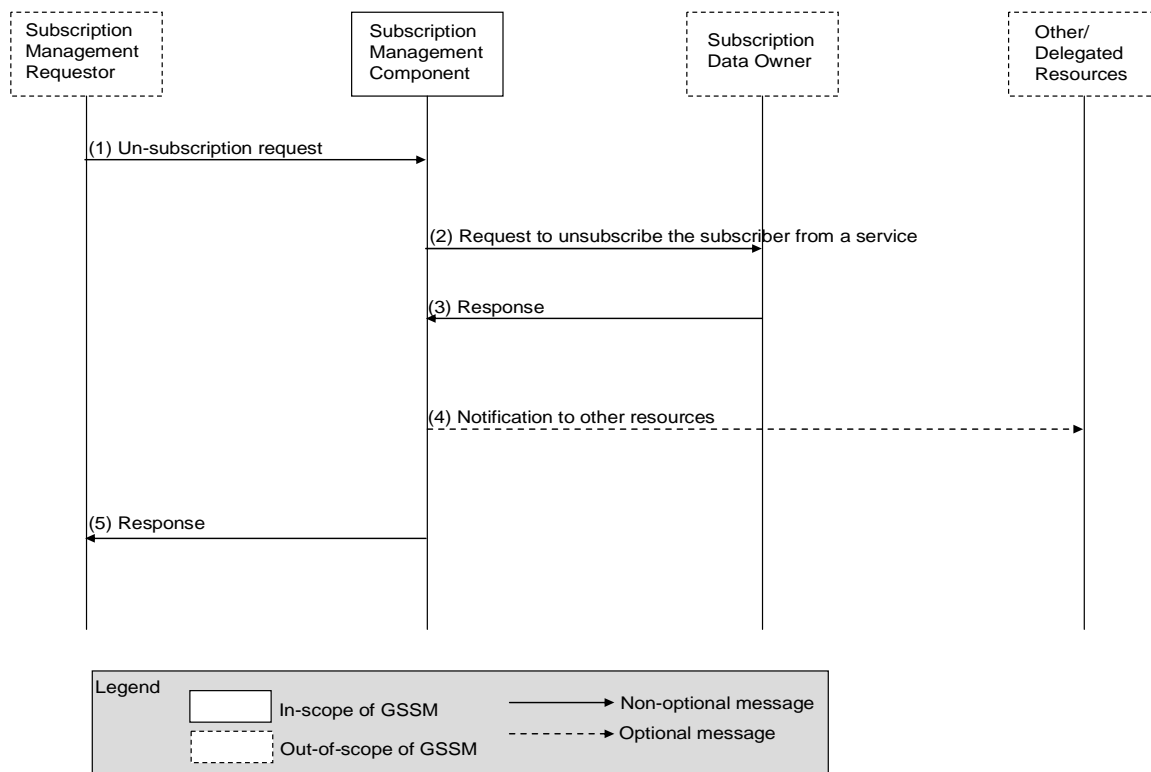 Subscription
Management
Requestor
Subscription
Management
Component
Subscription
Data Owner
Other/
Delegated
Resources
(1) Un-subscription request
(2) Request to unsubscribe the subscriber from a service
(3) Response
(4) Notification to other resources
(5) Response
Legend
In-scope of GSSM
Non-optional message
Out-of-scope of GSSM
Optional message